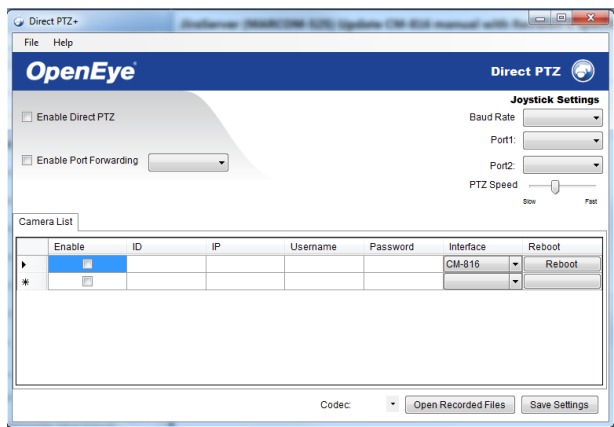 Direct PTZ+
File Help
OpenEye
Direct PTZ
Joystick Settings
Enable Direct PTZ
Baud Rate
Port1:
Enable Port Forwarding
Port2:
PTZ Speed
Slow Fast
Camera List
Enable ID IP Username Password Interface Reboot
CM-816 Reboot
Codec: Open Recorded Files Save Settings